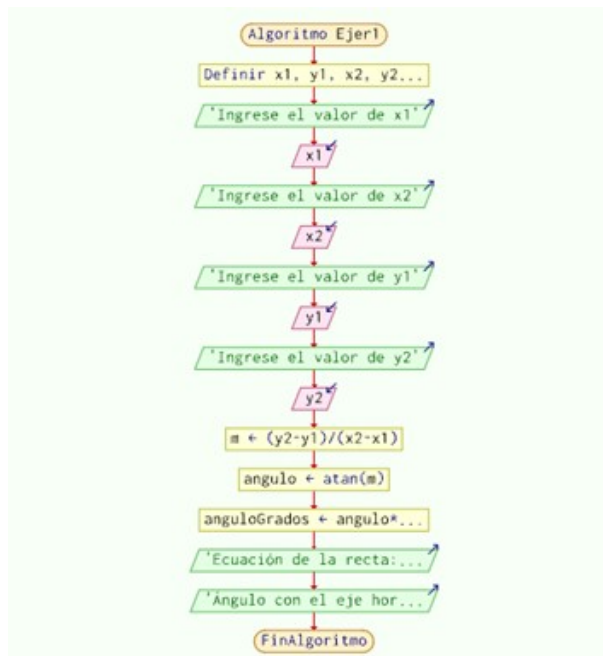 Algoritmo Ejer1
Definir x1, y1, x2, y2...
'Ingrese el valor de x1'
x1
'Ingrese el valor de x2'
x2
'Ingrese el valor de y1'
y1
'Ingrese el valor de y2'
y2
m ← (y2-y1)/(x2-x1)
angulo ← atan(m)
anguloGrados ← angulo*...
'Ecuación de la recta:...
'Ángulo con el eje hor...
FinAlgoritmo